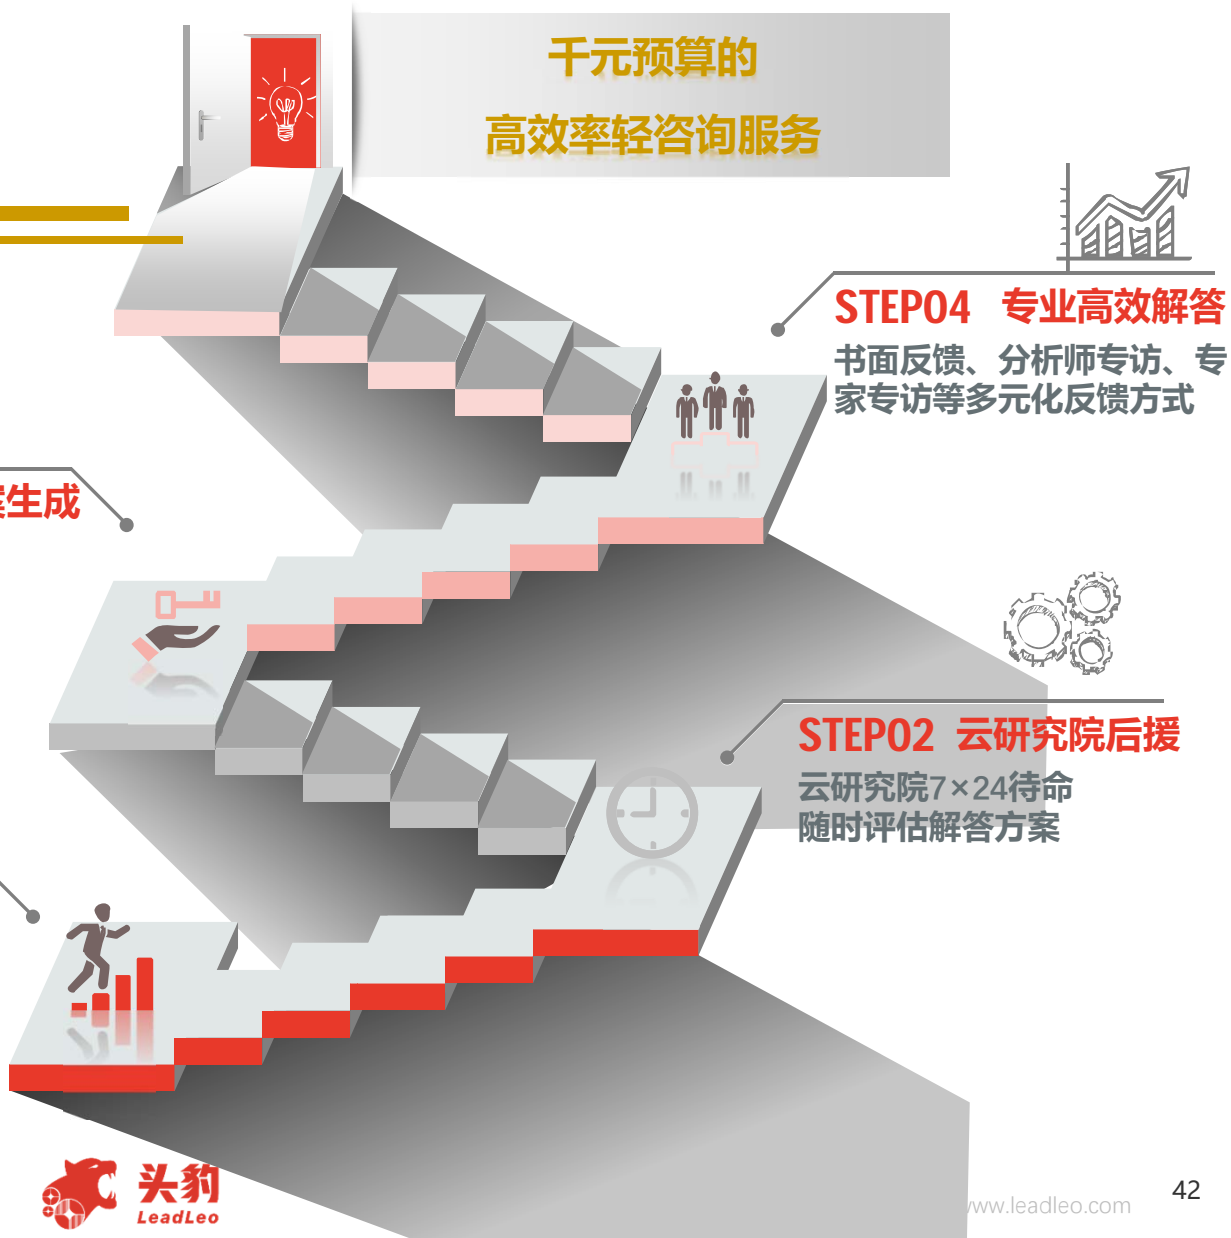 千元预算的
高效率轻咨询服务
STEP04 专业高效解答
书面反馈、分析师专访、专
家专访等多元化反馈方式
案生成
STEP02 云研究院后援
云研究院7×24待命
随时评估解答方案
头豹
LeadLeo
www.leadleo.com
42